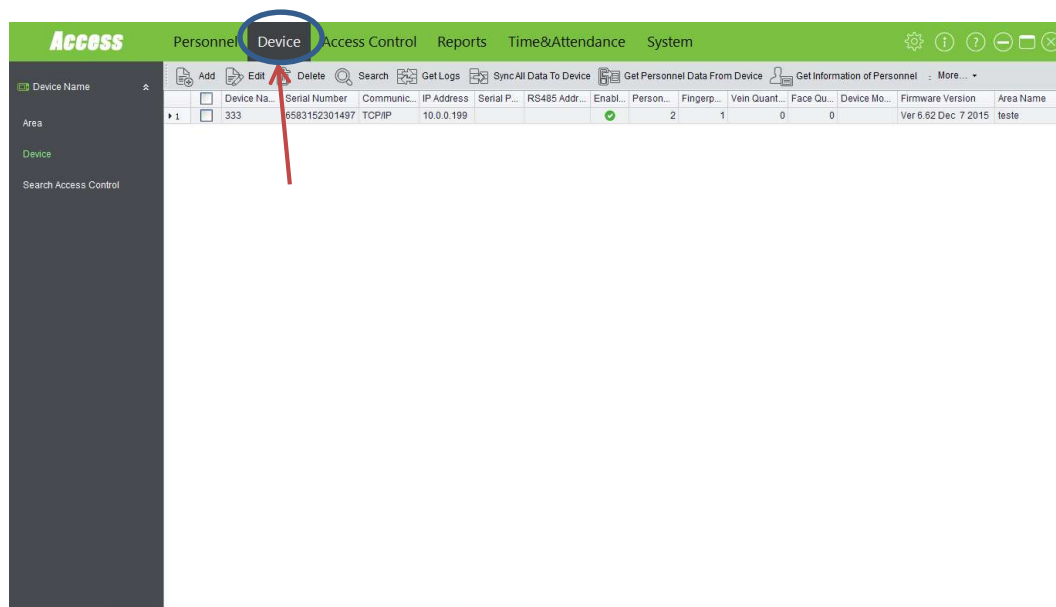 Access Personnel Device Access Control Reports Time&Attendance System
Device Name
Area
Device
Search Access Control
Add Edit Delete Search Get Logs Sync All Data To Device Get Personnel Data From Device Get Information of Personnel More...
Device Na... Serial Number Communic... IP Address Serial P... RS485 Addr... Enabl... Person... Fingerp... Vein Quant... Face Qu... Device Mo... Firmware Version Area Name
1 333 6583152301497 TCP/IP 10.0.0.199 2 1 0 0 Ver 6.62 Dec 7 2015 teste